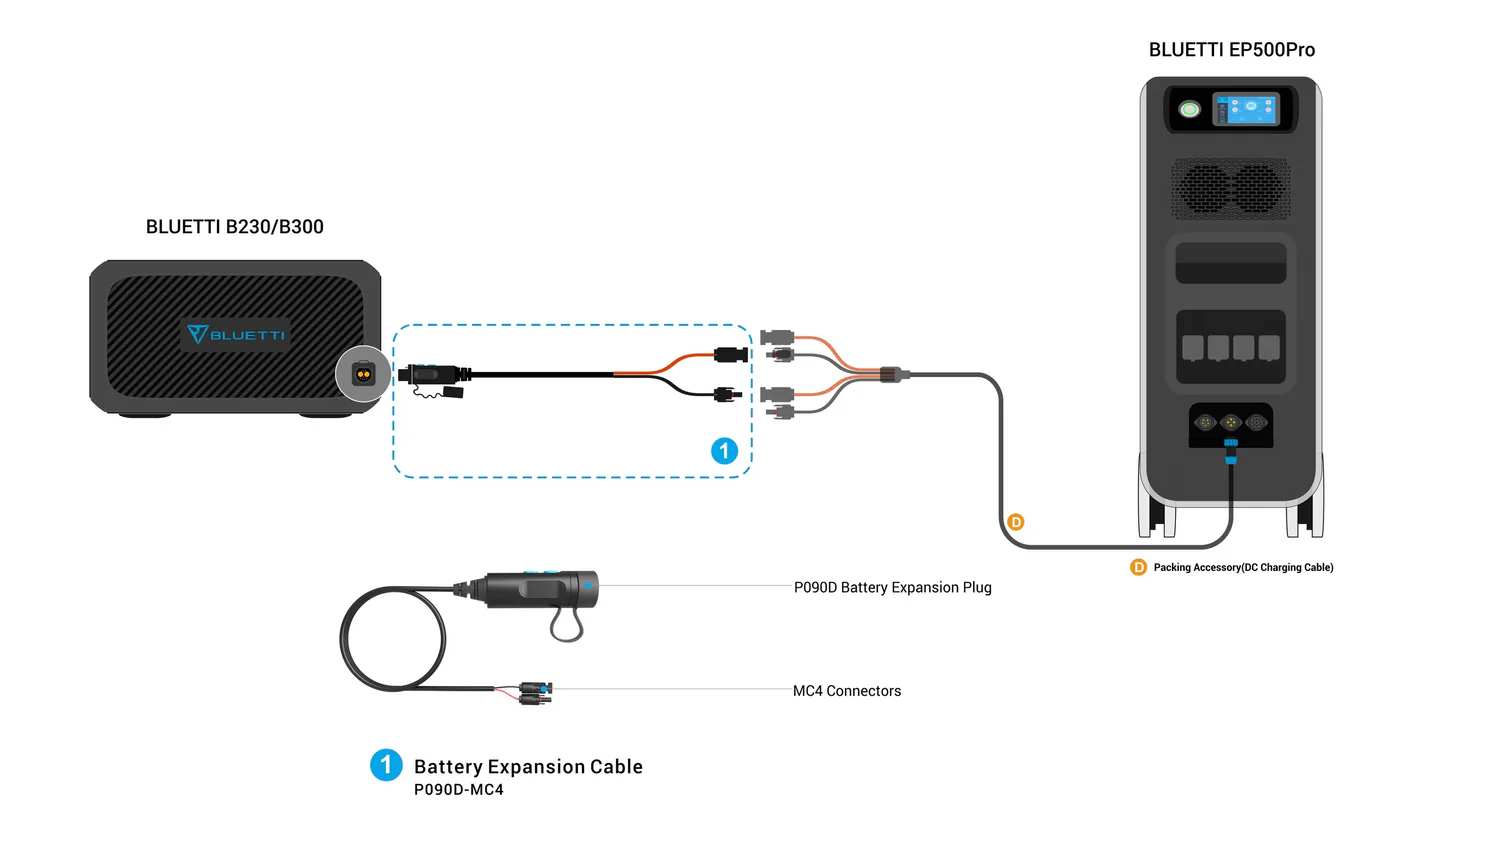 BLUETTI EP500Pro
BLUETTI B230/B300
BLUETTI
1
D
D Packing Accessory(DC Charging Cable)
P090D Battery Expansion Plug
MC4 Connectors
1 Battery Expansion Cable
P090D-MC4